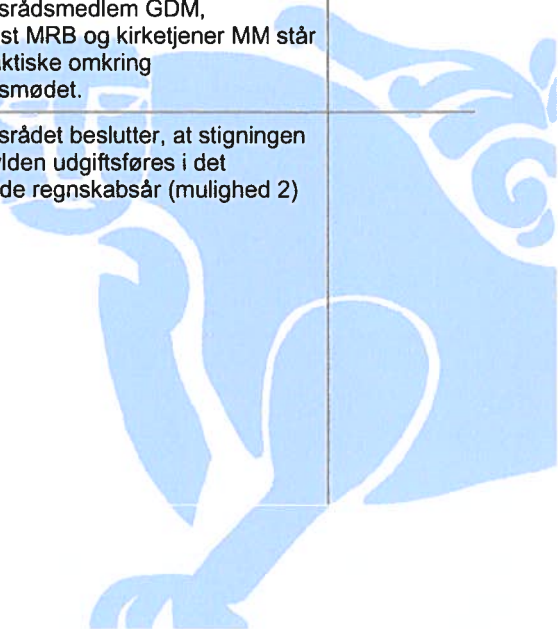 srådsmedlem GDM,
st MRB og kirketjener MM står
ktiske omkring
smødet.
srådet beslutter, at stigningen
lden udgiftsføres i det
de regnskabsår (mulighed 2)